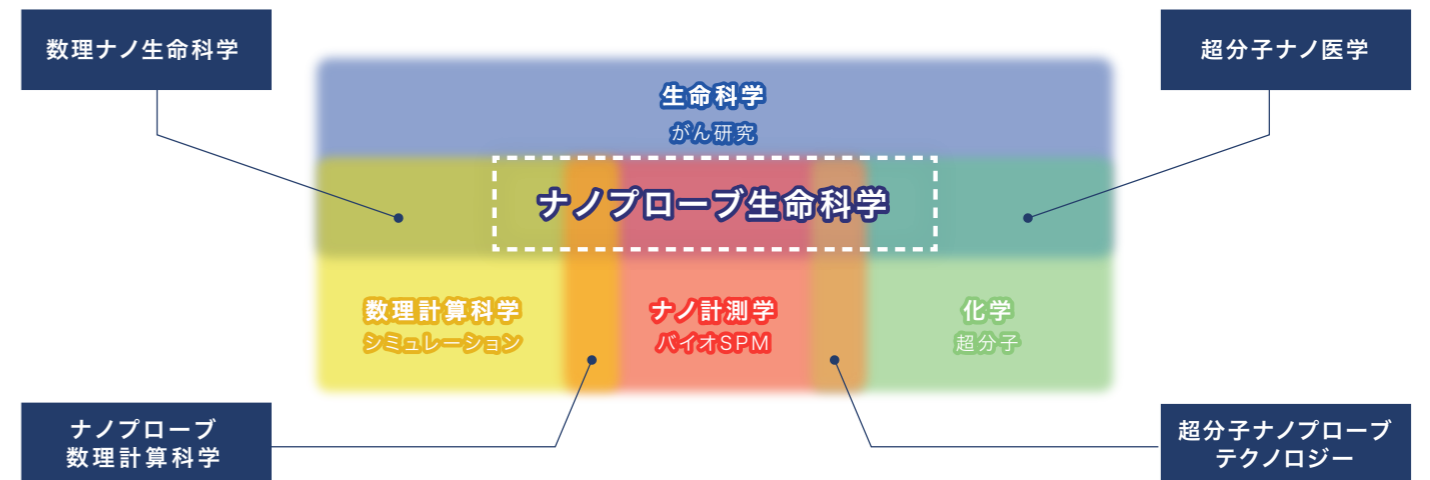 数理ナノ生命科学
超分子ナノ医学
生命科学
がん研究
ナノプローブ生命科学
数理計算科学
シミュレーション
ナノ計測学
バイオSPM
化学
超分子
ナノプローブ
数理計算科学
超分子ナノプローブ
テクノロジー